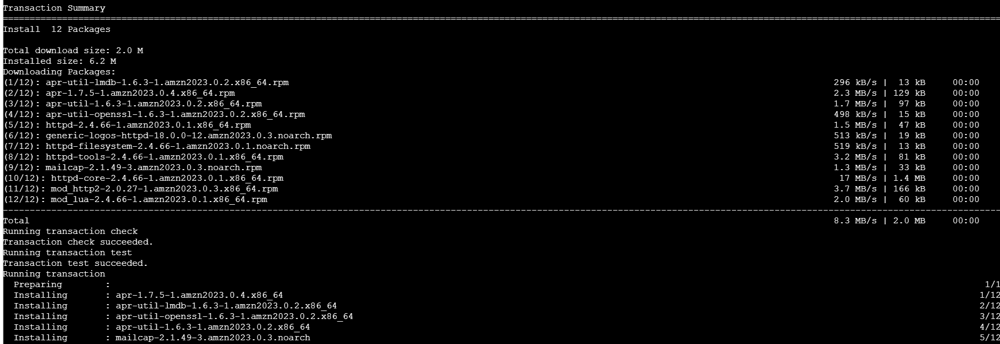 Transaction Summary
================================================================================
Install  12 Packages

Total download size: 2.0 M
Installed size: 6.2 M
Downloading Packages:
(1/12): apr-util-lmdb-1.6.3-1.amzn2023.0.2.x86_64.rpm 296 kB/s |  13 kB 00:00
(2/12): apr-1.7.5-1.amzn2023.0.4.x86_64.rpm 2.3 MB/s | 129 kB 00:00
(3/12): apr-util-1.6.3-1.amzn2023.0.2.x86_64.rpm 1.7 MB/s |  97 kB 00:00
(4/12): apr-util-openssl-1.6.3-1.amzn2023.0.2.x86_64.rpm 498 kB/s |  15 kB 00:00
(5/12): httpd-2.4.66-1.amzn2023.0.1.x86_64.rpm 1.5 MB/s |  47 kB 00:00
(6/12): generic-logos-httpd-18.0.0-12.amzn2023.0.3.noarch.rpm 513 kB/s |  19 kB 00:00
(7/12): httpd-filesystem-2.4.66-1.amzn2023.0.1.noarch.rpm 519 kB/s |  13 kB 00:00
(8/12): httpd-tools-2.4.66-1.amzn2023.0.1.x86_64.rpm 3.2 MB/s |  81 kB 00:00
(9/12): mailcap-2.1.49-3.amzn2023.0.3.noarch.rpm 1.3 MB/s |  33 kB 00:00
(10/12): httpd-core-2.4.66-1.amzn2023.0.1.x86_64.rpm 17 MB/s | 1.4 MB 00:00
(11/12): mod_http2-2.0.27-1.amzn2023.0.3.x86_64.rpm 3.7 MB/s | 166 kB 00:00
(12/12): mod_lua-2.4.66-1.amzn2023.0.1.x86_64.rpm 2.0 MB/s |  60 kB 00:00
--------------------------------------------------------------------------------
Total 8.3 MB/s | 2.0 MB 00:00
Running transaction check
Transaction check succeeded.
Running transaction test
Transaction test succeeded.
Running transaction
  Preparing        : 1/1
  Installing       : apr-1.7.5-1.amzn2023.0.4.x86_64 1/12
  Installing       : apr-util-lmdb-1.6.3-1.amzn2023.0.2.x86_64 2/12
  Installing       : apr-util-openssl-1.6.3-1.amzn2023.0.2.x86_64 3/12
  Installing       : apr-util-1.6.3-1.amzn2023.0.2.x86_64 4/12
  Installing       : mailcap-2.1.49-3.amzn2023.0.3.noarch 5/12